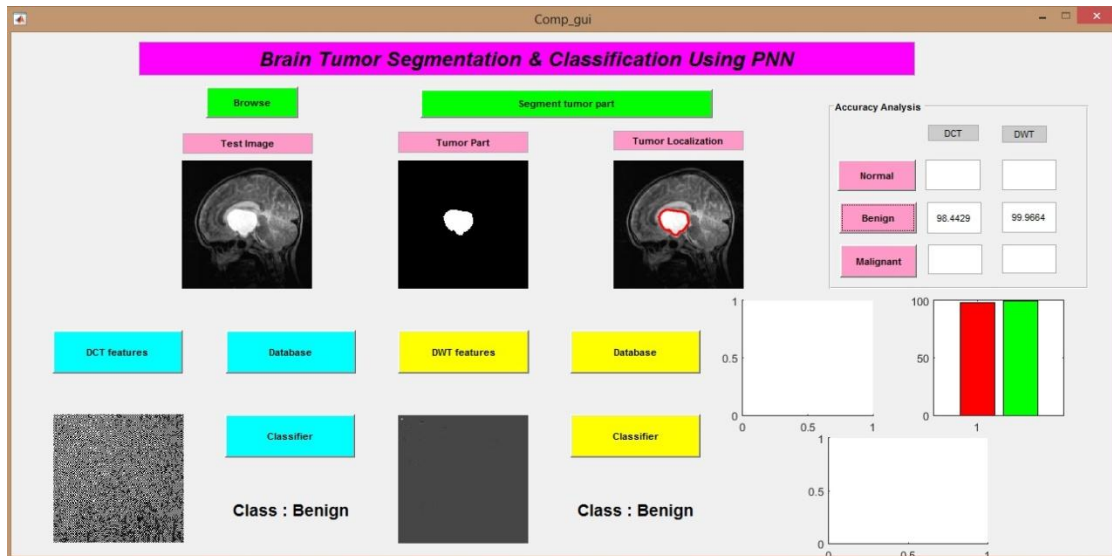 Comp_gui
Brain Tumor Segmentation & Classification Using PNN
Browse
Segment tumor part
Test Image
Tumor Part
Tumor Localization
Accuracy Analysis
DCT
DWT
Normal
Benign
98.4429
99.9664
Malignant
DCT features
Database
DWT features
Database
1
0.5
0
0
0.5
1
100
50
0
1
Classifier
Classifier
Class : Benign
Class : Benign
1
0.5
0
0
0.5
1